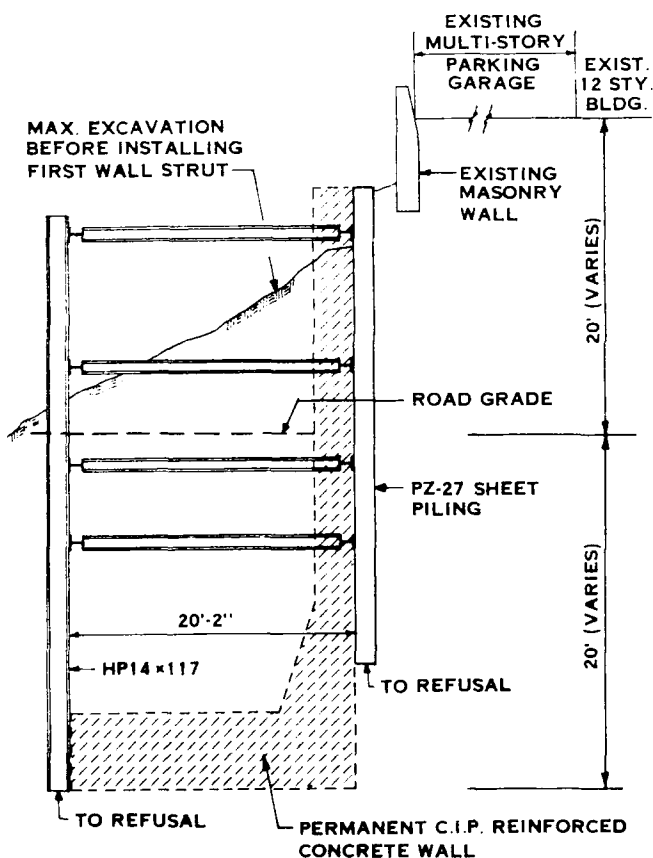 EXISTING
MULTI-STORY
PARKING
GARAGE
EXIST.
12 STY.
BLDG.
MAX. EXCAVATION
BEFORE INSTALLING
FIRST WALL STRUT
EXISTING
MASONRY
WALL
20' (VARIES)
ROAD GRADE
PZ-27 SHEET
PILING
20' (VARIES)
20'-2"
HP14×117
TO REFUSAL
TO REFUSAL
PERMANENT C.I.P. REINFORCED
CONCRETE WALL